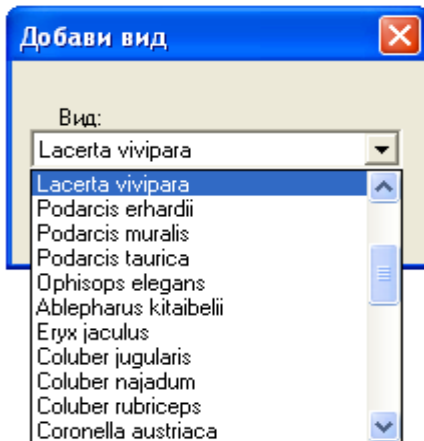 Добави вид
Вид:
Lacerta vivipara
Lacerta vivipara
Podarcis erhardii
Podarcis muralis
Podarcis taurica
Ophisops elegans
Ablepharus kitaibelii
Eryx jaculus
Coluber jugularis
Coluber najadum
Coluber rubriceps
Coronella austriaca